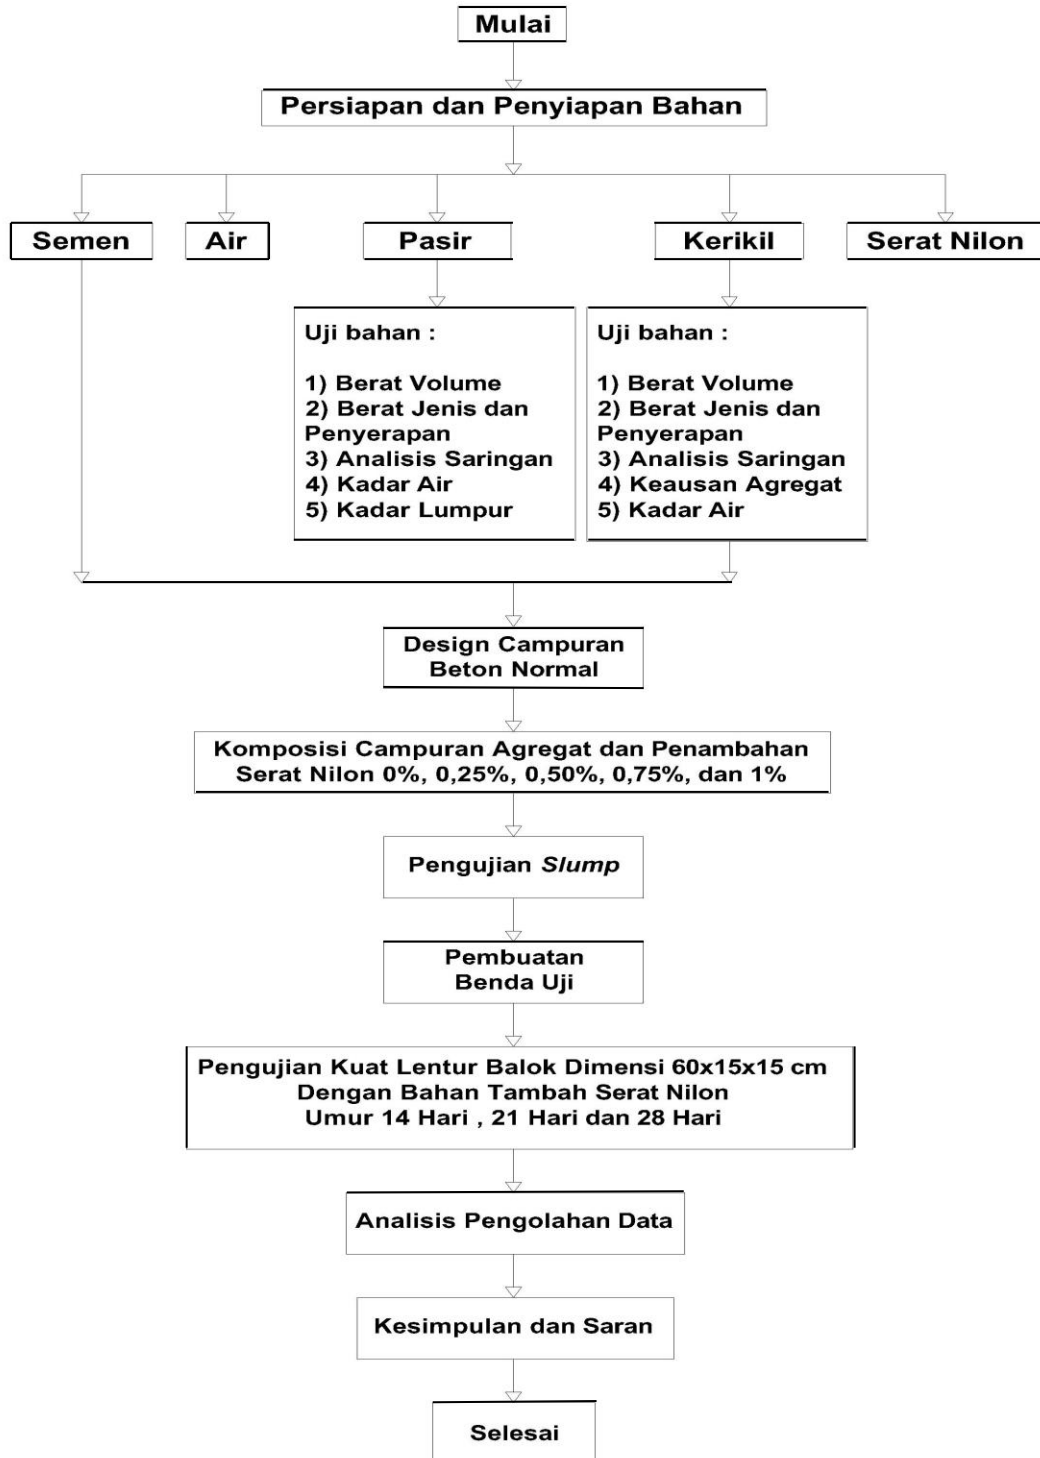 Mulai
Persiapan dan Penyiapan Bahan
Semen
Air
Pasir
Kerikil
Serat Nilon
Uji bahan :
1) Berat Volume
2) Berat Jenis dan
Penyerapan
3) Analisis Saringan
4) Kadar Air
5) Kadar Lumpur
Uji bahan :
1) Berat Volume
2) Berat Jenis dan
Penyerapan
3) Analisis Saringan
4) Keausan Agregat
5) Kadar Air
Design Campuran
Beton Normal
Komposisi Campuran Agregat dan Penambahan
Serat Nilon 0%, 0,25%, 0,50%, 0,75%, dan 1%
Pengujian Slump
Pembuatan
Benda Uji
Pengujian Kuat Lentur Balok Dimensi 60x15x15 cm
Dengan Bahan Tambah Serat Nilon
Umur 14 Hari , 21 Hari dan 28 Hari
Analisis Pengolahan Data
Kesimpulan dan Saran
Selesai